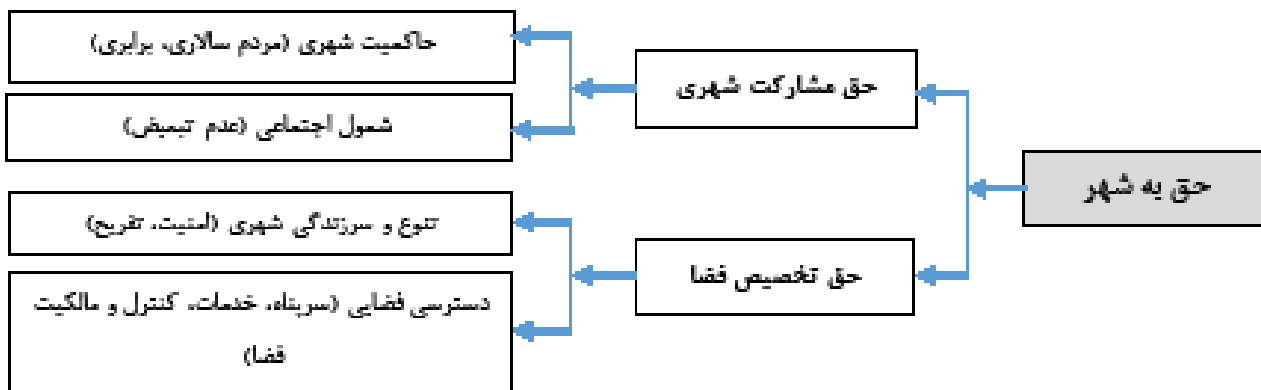 حق به شهر
حق مشارکت شهری
حاکمیت شهری (مردم سالاری، برابری)
شمول اجتماعی (عدم تبعیض)
حق تخصیص فضا
تنوع و سرزندگی شهری (امنیت، تفریح)
دسترسی فضایی (سرپناه، خدمات، کنترل و مالکیت
فضا)